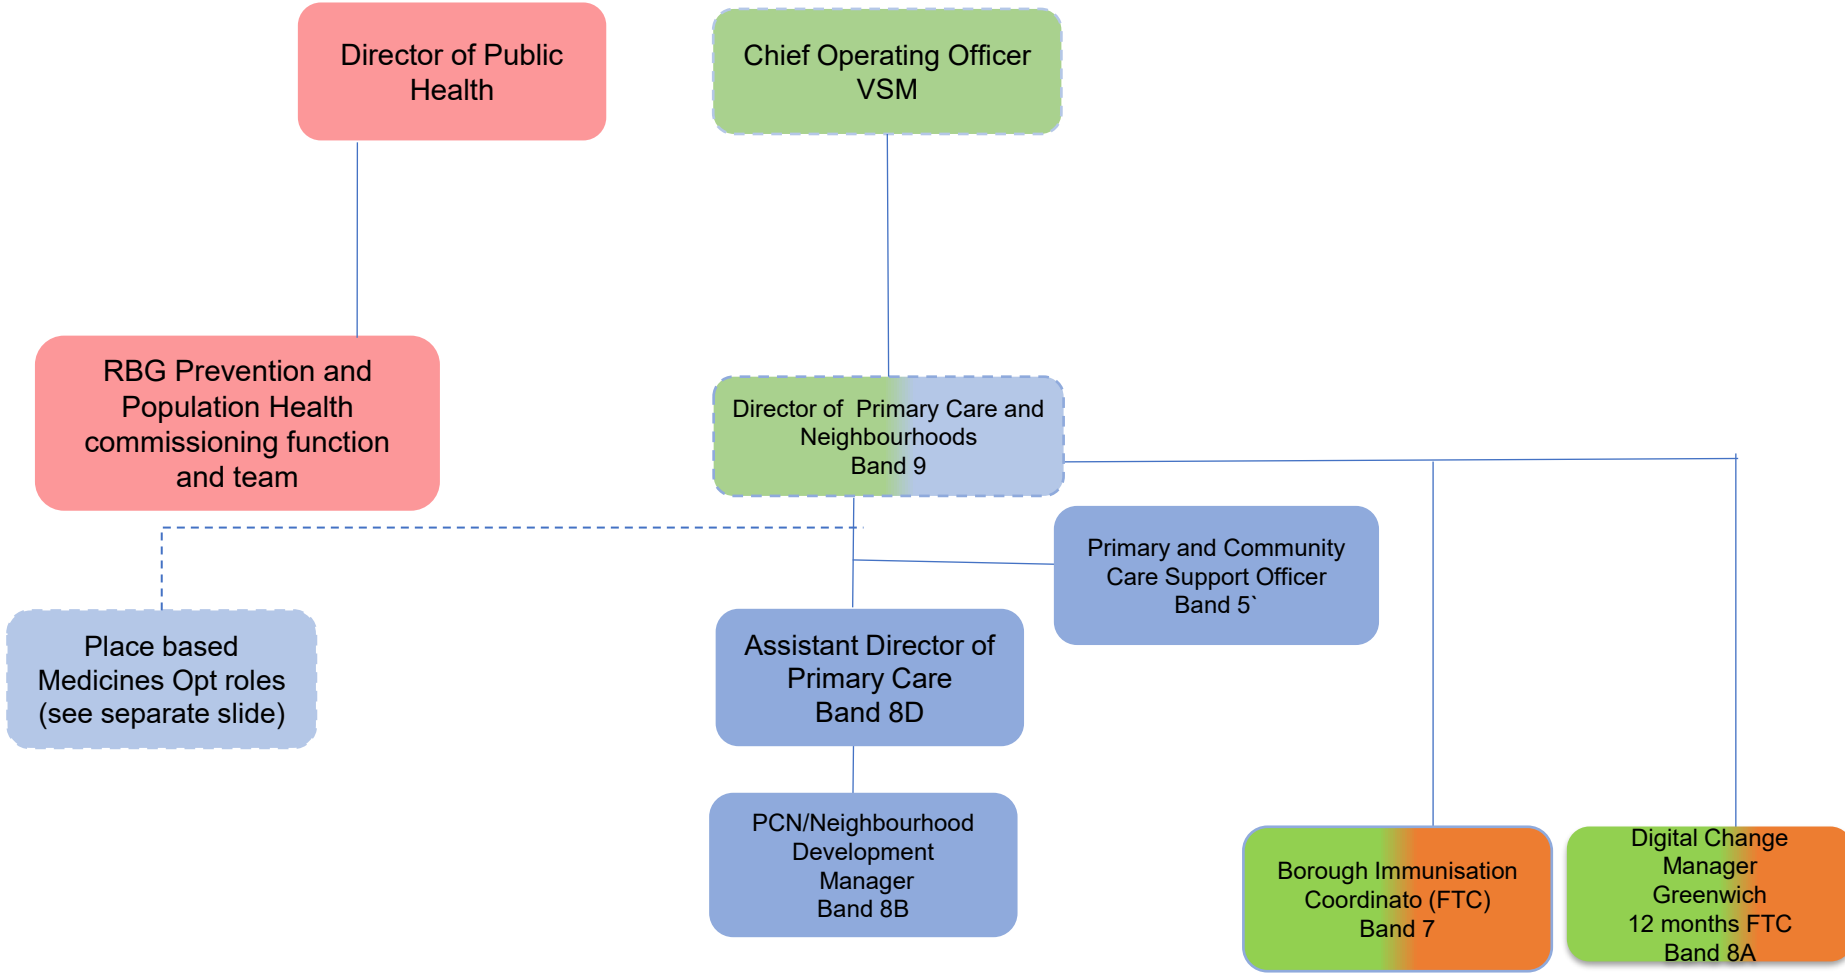 Director of Public
Health
Chief Operating Officer
VSM
RBG Prevention and
Population Health
commissioning function
and team
Director of  Primary Care and
Neighbourhoods
Band 9
Primary and Community
Care Support Officer
Band 5`
Place based
Medicines Opt roles
(see separate slide)
Assistant Director of
Primary Care
Band 8D
PCN/Neighbourhood
Development
Manager
Band 8B
Borough Immunisation
Coordinato (FTC)
Band 7
Digital Change
Manager
Greenwich
12 months FTC
Band 8A